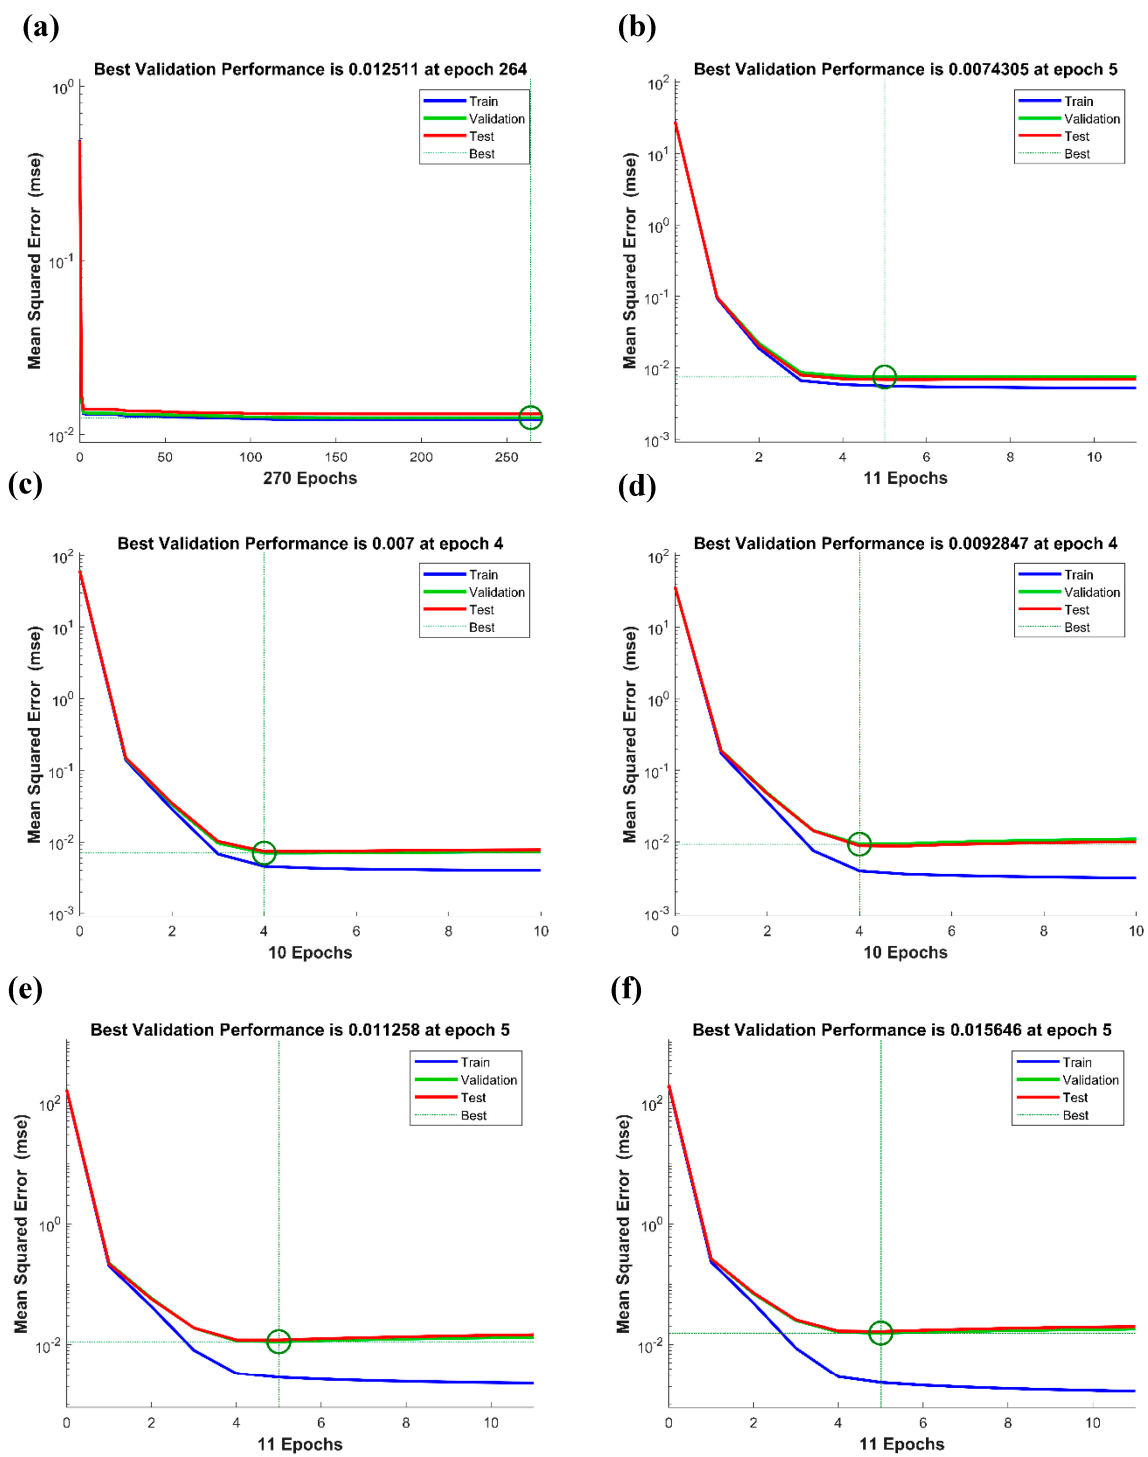 (a)
Best Validation Performance is 0.012511 at epoch 264
Mean Squared Error (mse)
10^0
10^-1
10^-2
Train
Validation
Test
Best
0 50 100 150 200 250
270 Epochs
(b)
Best Validation Performance is 0.0074305 at epoch 5
Mean Squared Error (mse)
10^2
10^1
10^0
10^-1
10^-2
10^-3
Train
Validation
Test
Best
2 4 6 8 10
11 Epochs
(c)
Best Validation Performance is 0.007 at epoch 4
Mean Squared Error (mse)
10^2
10^1
10^0
10^-1
10^-2
10^-3
Train
Validation
Test
Best
0 2 4 6 8 10
10 Epochs
(d)
Best Validation Performance is 0.0092847 at epoch 4
Mean Squared Error (mse)
10^2
10^1
10^0
10^-1
10^-2
10^-3
Train
Validation
Test
Best
0 2 4 6 8 10
10 Epochs
(e)
Best Validation Performance is 0.011258 at epoch 5
Mean Squared Error (mse)
10^2
10^0
10^-2
Train
Validation
Test
Best
0 2 4 6 8 10
11 Epochs
(f)
Best Validation Performance is 0.015646 at epoch 5
Mean Squared Error (mse)
10^2
10^0
10^-2
Train
Validation
Test
Best
0 2 4 6 8 10
11 Epochs